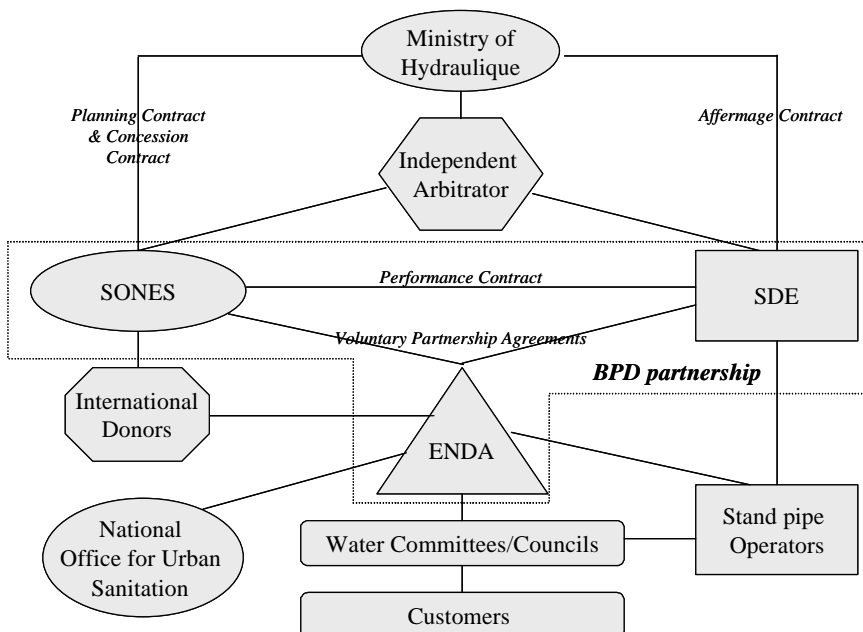 Ministry of
Hydraulique
Planning Contract
& Concession
Contract
Affermage Contract
Independent
Arbitrator
SONES
Performance Contract
SDE
Voluntary Partnership Agreements
BPD partnership
International
Donors
ENDA
National
Office for Urban
Sanitation
Water Committees/Councils
Stand pipe
Operators
Customers